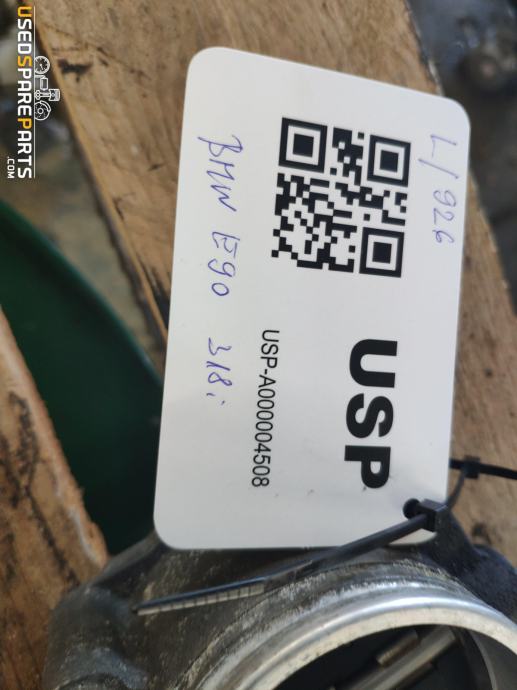 USEDSPAREPARTS
.COM
L/926
USP
USP-A000004508
BMW E90 318i